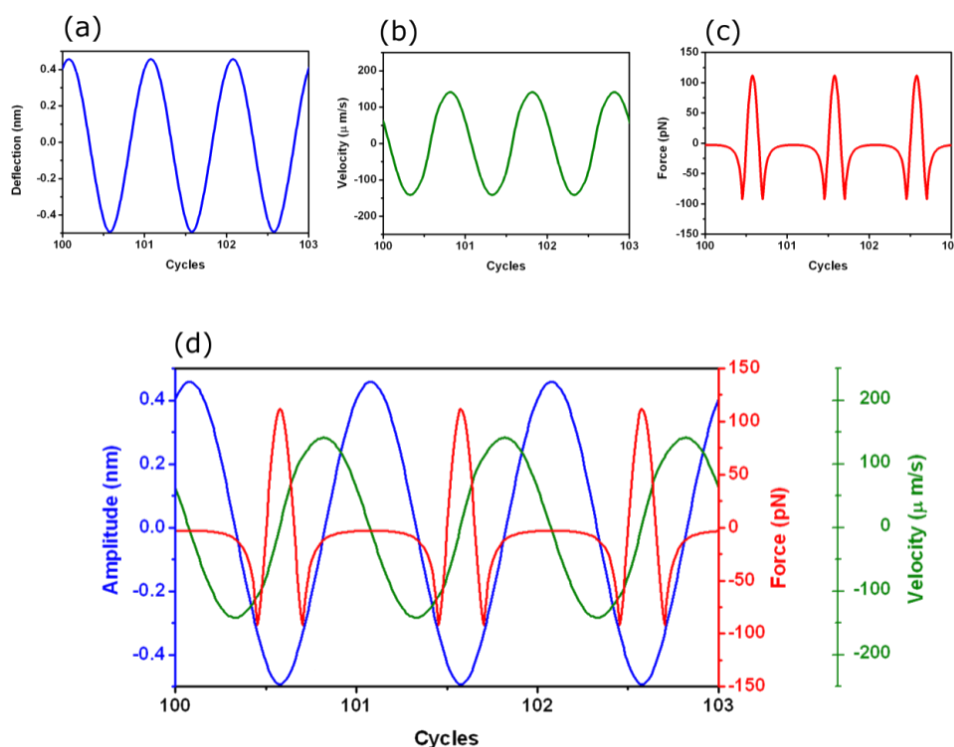 (a)
0.4
0.2
0.0
-0.2
-0.4
Deflection (nm)
100 101 102 103
Cycles
(b)
200
100
0
-100
-200
Velocity (μ m/s)
100 101 102 103
Cycles
(c)
150
100
50
0
-50
-100
-150
Force (pN)
100 101 102 10
Cycles
(d)
0.4
0.2
0.0
-0.2
-0.4
Amplitude (nm)
150
100
50
0
-50
-100
-150
Force (pN)
200
100
0
-100
-200
Velocity (μ m/s)
100 101 102 103
Cycles